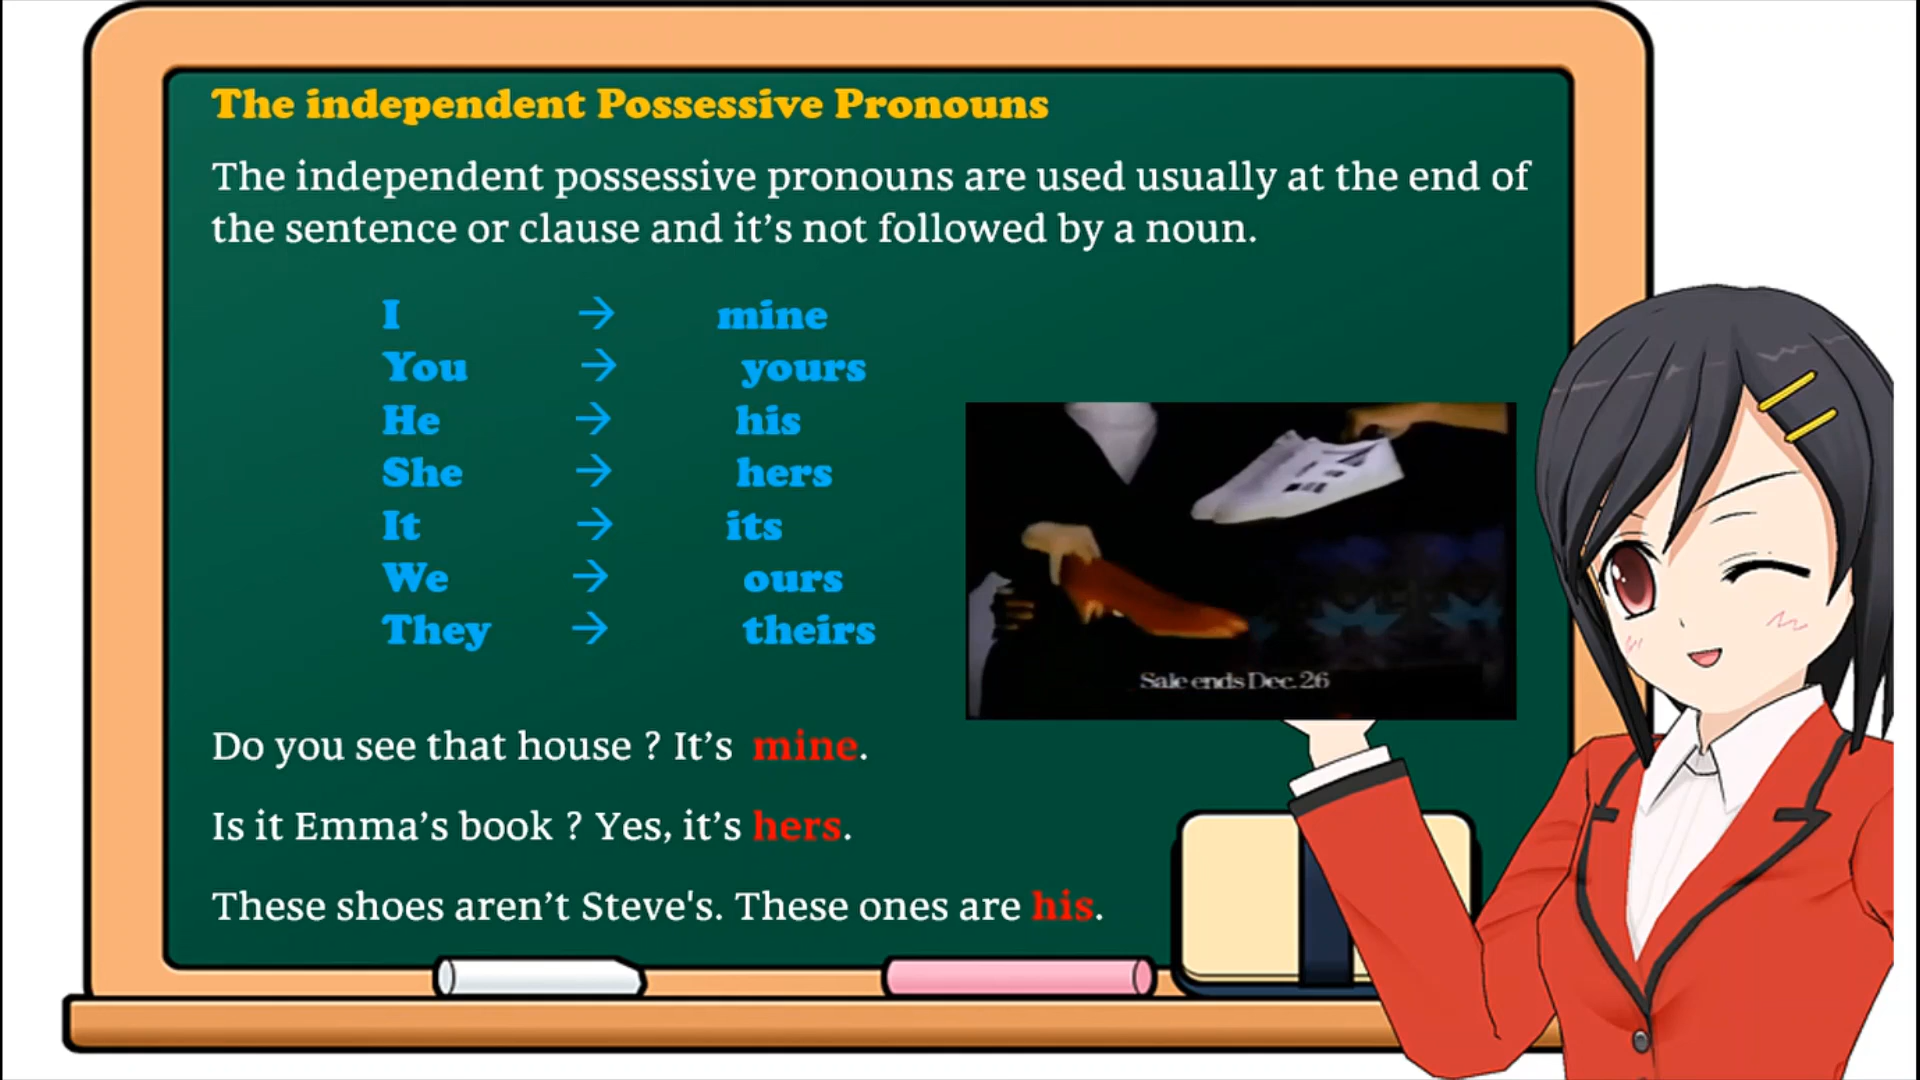 The independent Possessive Pronouns
The independent possessive pronouns are used usually at the end of
the sentence or clause and it’s not followed by a noun.
I → mine
You → yours
He → his
She → hers
It → its
We → ours
They → theirs
Sale ends Dec. 26
Do you see that house ? It’s mine.
Is it Emma’s book ? Yes, it’s hers.
These shoes aren’t Steve's. These ones are his.